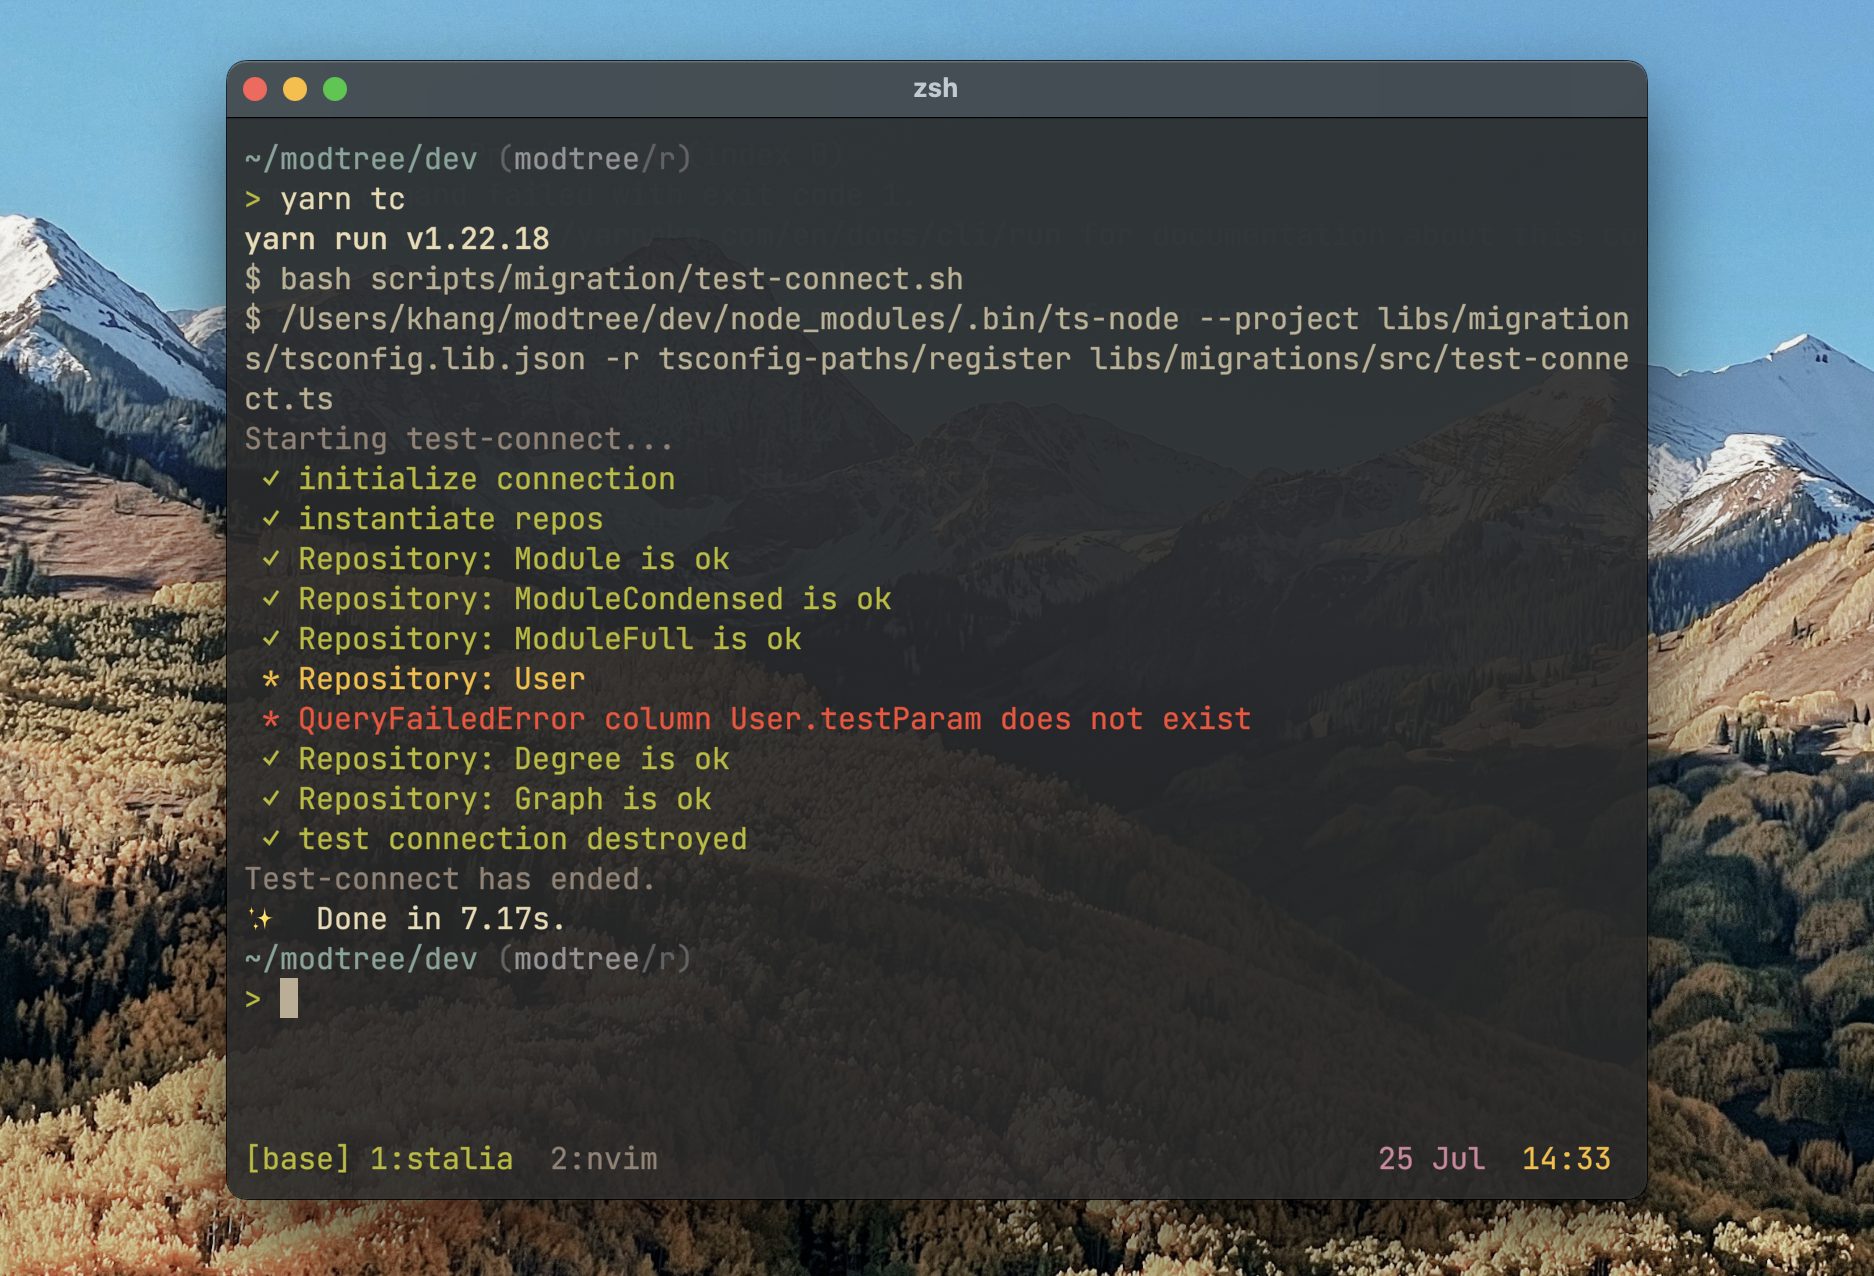 zsh
~/modtree/dev (modtree/r)
> yarn tc
yarn run v1.22.18
$ bash scripts/migration/test-connect.sh
$ /Users/khang/modtree/dev/node_modules/.bin/ts-node --project libs/migration
s/tsconfig.lib.json -r tsconfig-paths/register libs/migrations/src/test-conne
ct.ts
Starting test-connect...
✓ initialize connection
✓ instantiate repos
✓ Repository: Module is ok
✓ Repository: ModuleCondensed is ok
✓ Repository: ModuleFull is ok
* Repository: User
* QueryFailedError column User.testParam does not exist
✓ Repository: Degree is ok
✓ Repository: Graph is ok
✓ test connection destroyed
Test-connect has ended.
✨  Done in 7.17s.
~/modtree/dev (modtree/r)
>
[base] 1:stalia  2:nvim 25 Jul  14:33